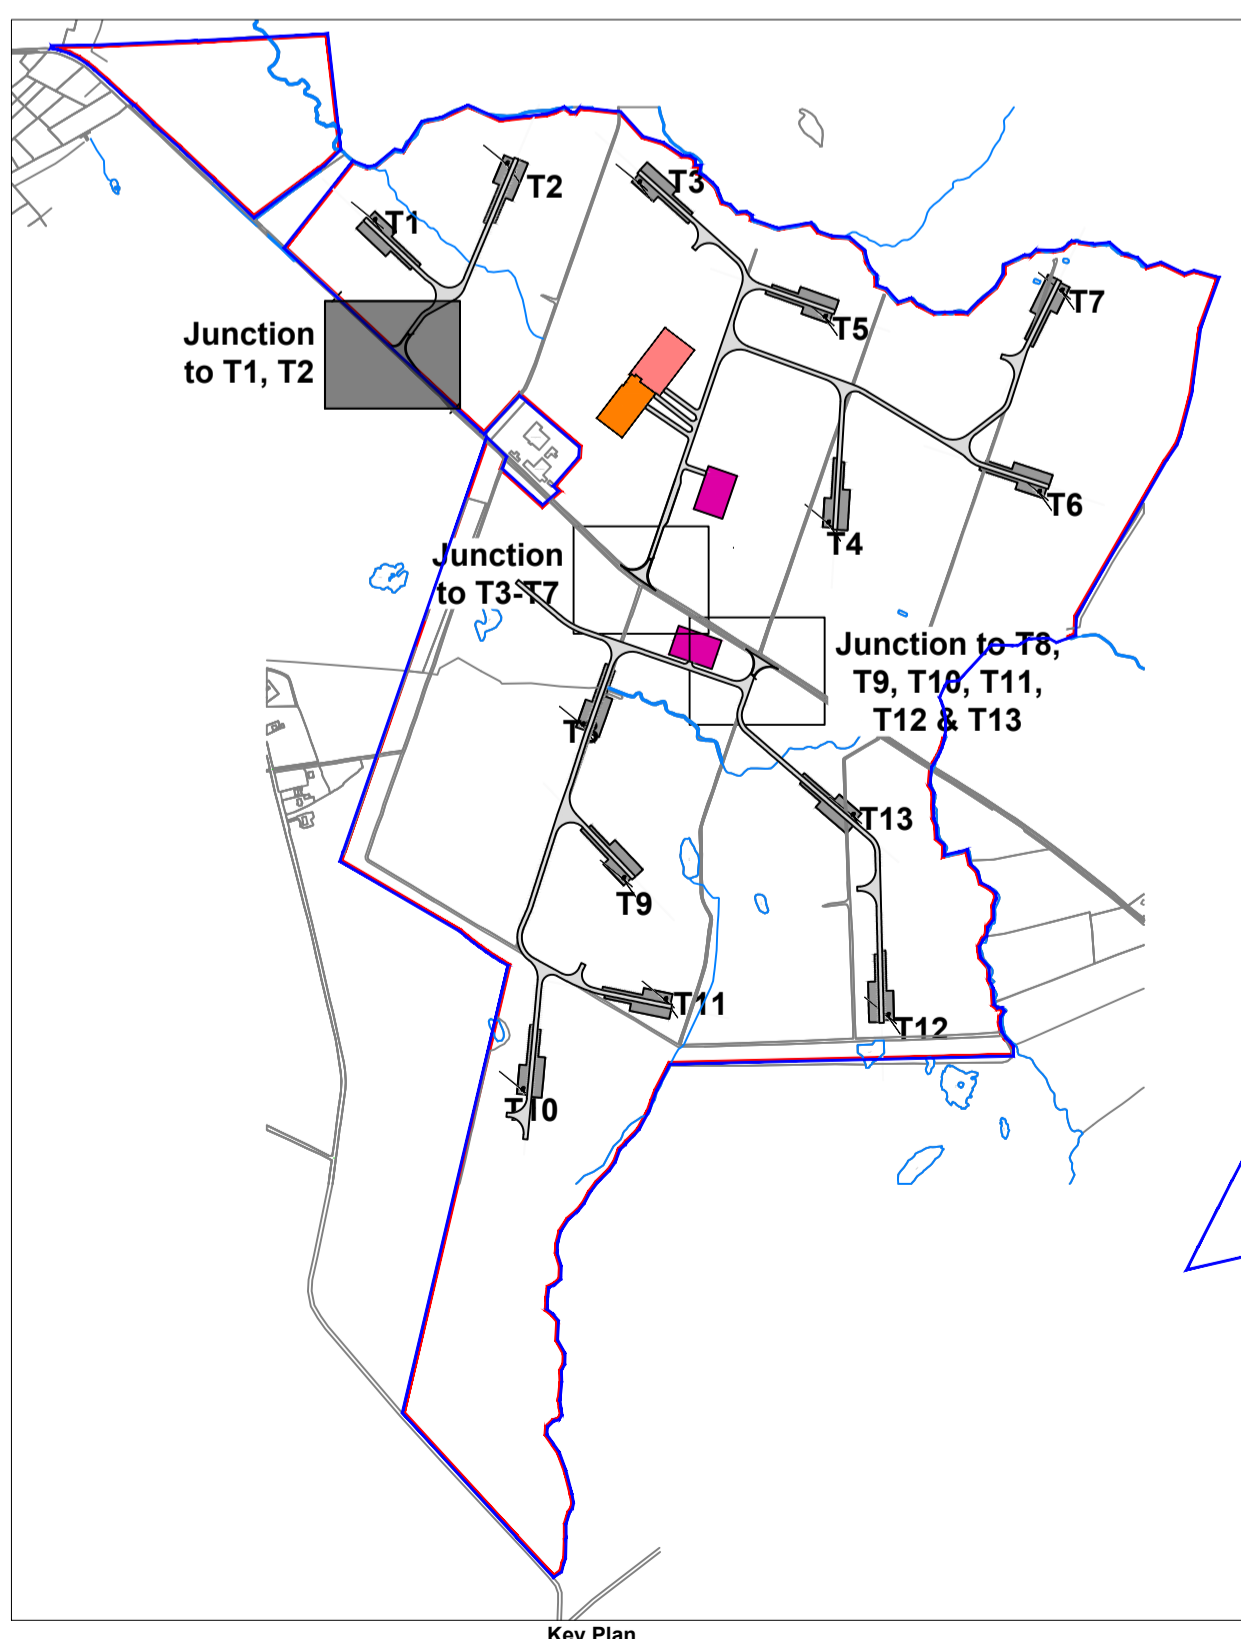 T2
T3
T1
T7
T5
Junction
to T1, T2
T6
T4
Junction
to T3-T7
Junction to T8,
T9, T10, T11,
T12 & T13
T13
T9
T11
T12
T10
Key Plan